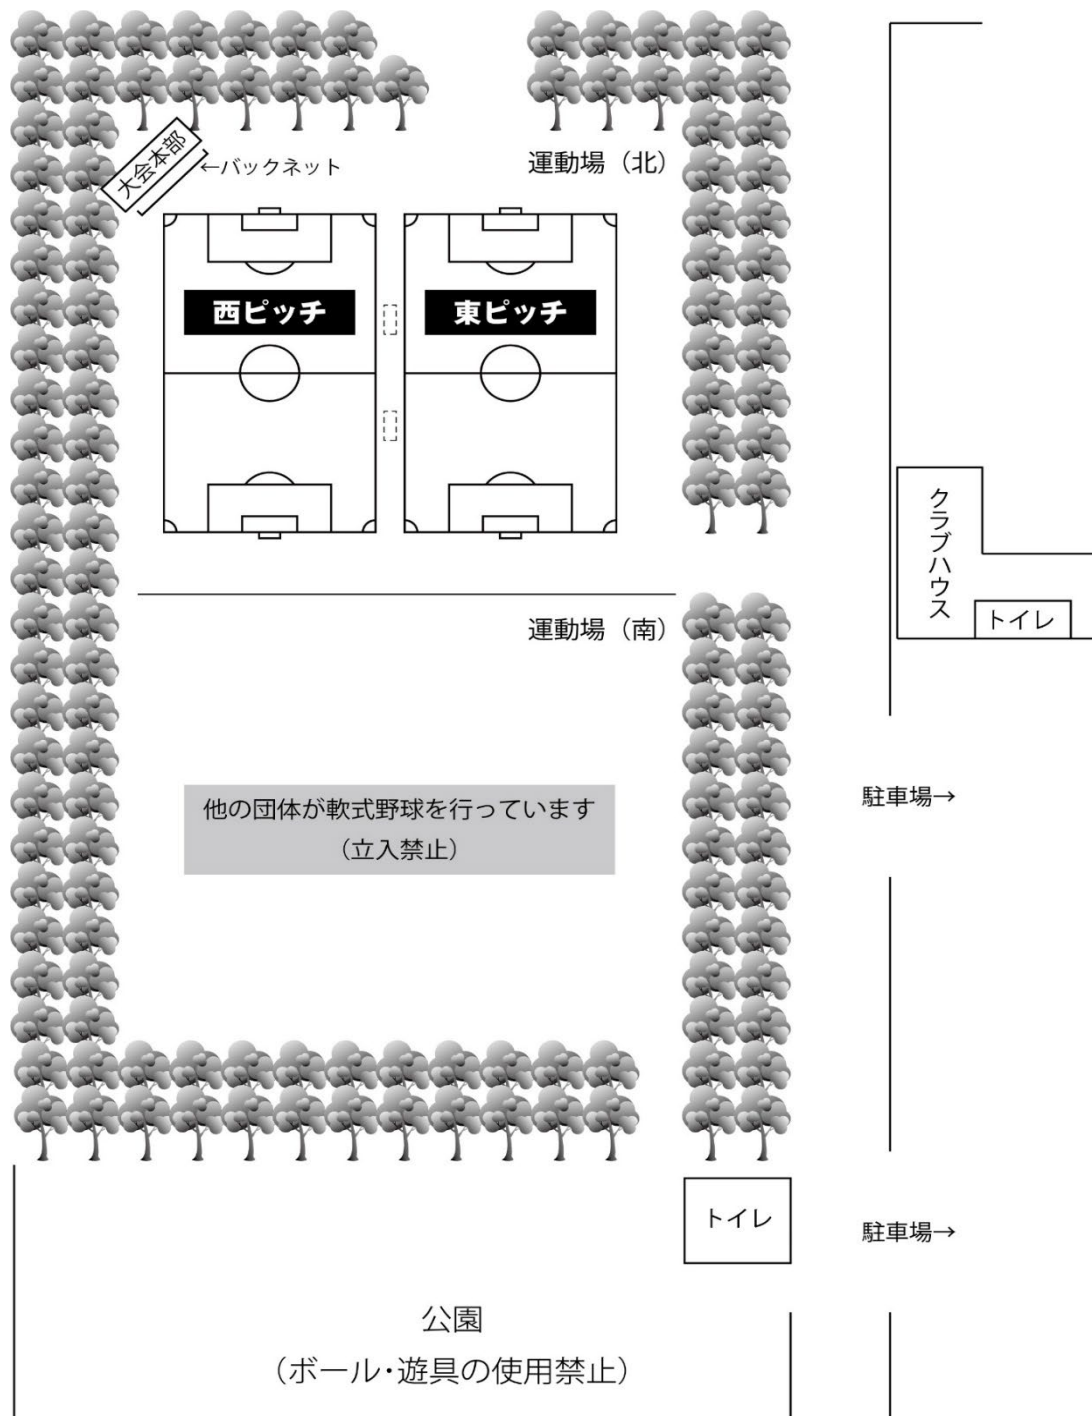 大会本部
←バックネット
運動場（北）
西ピッチ
東ピッチ
クラブハウス
トイレ
運動場（南）
他の団体が軟式野球を行っています
（立入禁止）
駐車場→
トイレ
駐車場→
公園
（ボール・遊具の使用禁止）